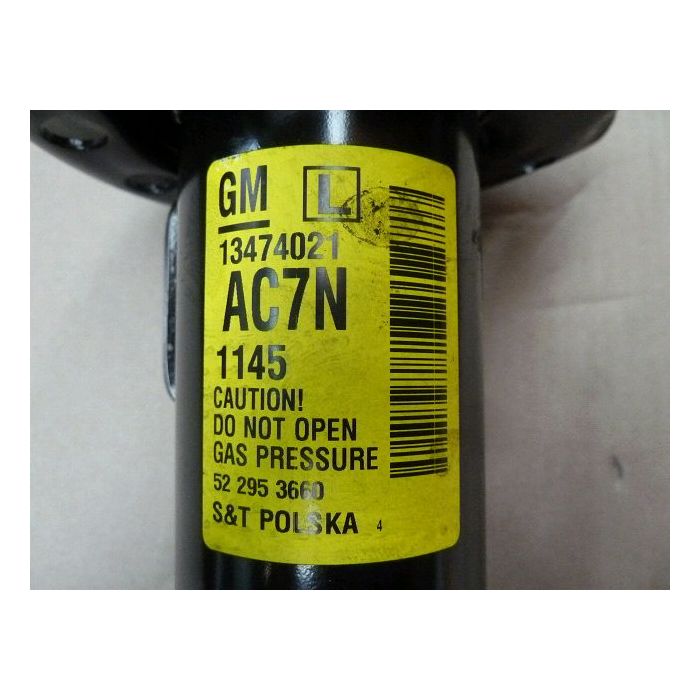 GM L
13474021
AC7N
1145
CAUTION!
DO NOT OPEN
GAS PRESSURE
52 295 3660
S&T POLSKA 4